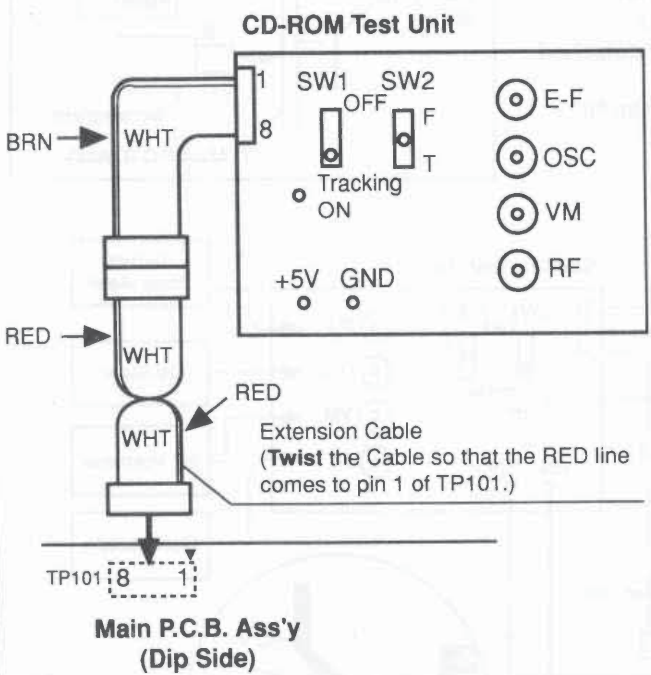 CD-ROM Test Unit
1
8
SW1 SW2
OFF
F
T
Tracking
ON
+5V GND
E-F
OSC
VM
RF
BRN
WHT
RED
WHT
RED
WHT
Extension Cable
(Twist the Cable so that the RED line
comes to pin 1 of TP101.)
TP101 8 1
Main P.C.B. Ass'y
(Dip Side)